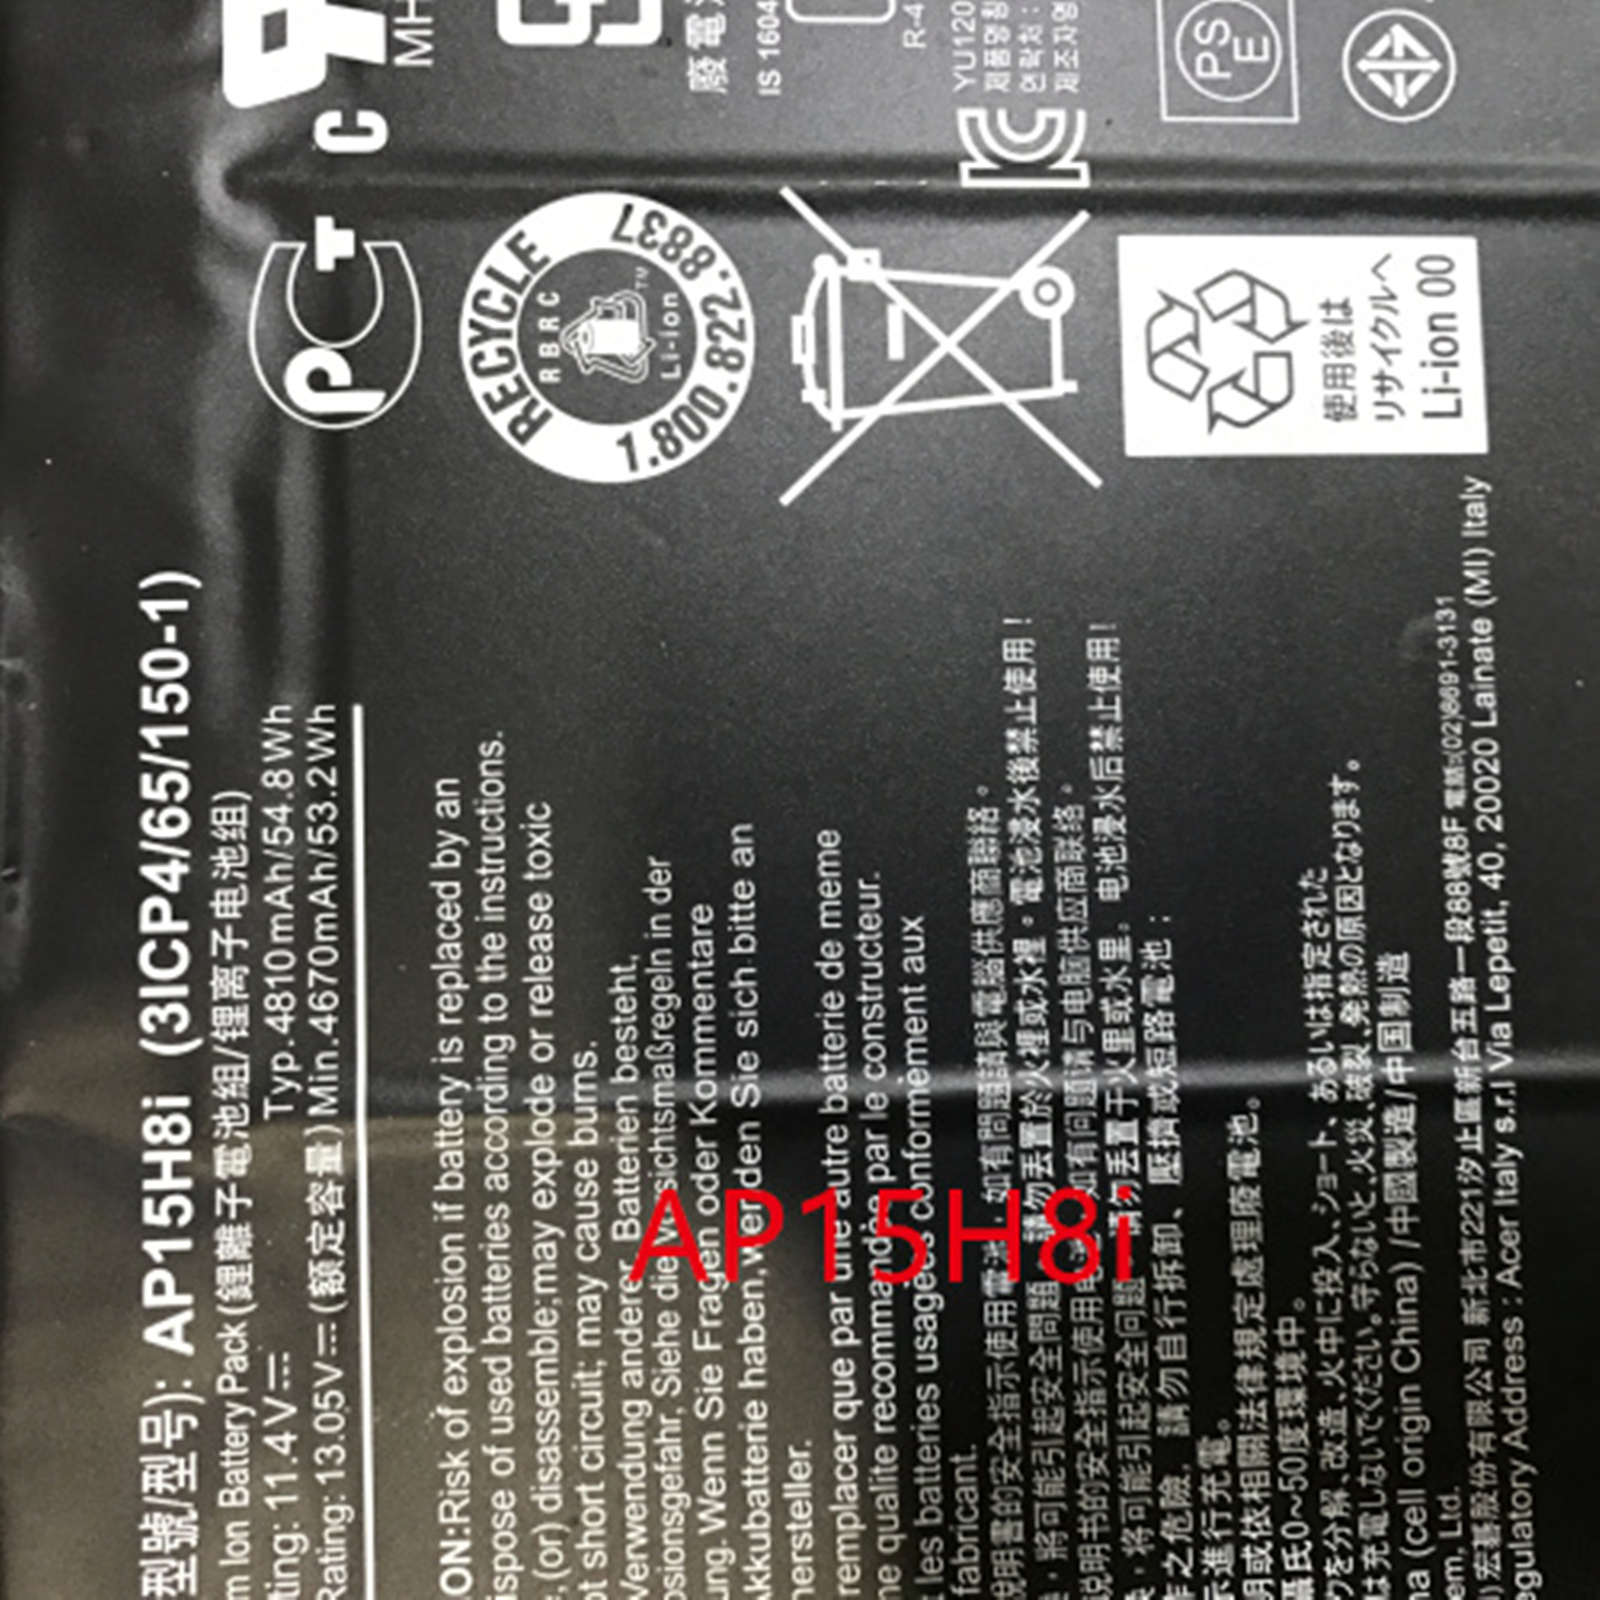 型號/型号): AP15H8i (3ICP4/65/150-1)
Ion Battery Pack (鋰離子電池組/锂离子电池组)
ting: 11.4V⎓ Typ.4810mAh/54.8Wh
Rating: 13.05V⎓ (額定容量) Min.4670mAh/53.2Wh
ON:Risk of explosion if battery is replaced by an
ispose of used batteries according to the instructions.
, (or) disassemble; may explode or release toxic
short circuit; may cause burns.
Verwendung anderer Batterien besteht,
osionsgefahr, Siehe die
ung. Wenn Sie Fragen oder Kommentare
Akkubatterie haben, werden Sie sich bitte an
hersteller.
remplacer que par une autre batterie de meme
ne qualite recommandée par le constructeur.
les batteries usagées conformément aux
fabricant.
說明書的安全指示使用電池,如有問題請與電腦供應商聯絡。
,將可能引起安全問題 請勿丟置於火裡或水裡。電池浸水後禁止使用!
说明书的安全指示使用 如有问题请与电脑供应商联络。
,将可能引起安全问题 请勿丢置于火里或水里。电池浸水后禁止使用!
作之危險 請勿自行拆卸、壓擠或短路電池:
示進行充電。
明或依相關法律規定處理廢電池。
攝氏0~50度環境中。
クを分解、改造、火中に投入、ショート、あるいは指定された
は充電しないでください。守らないと、火災、破裂、発熱の原因となります。
na (cell origin China) /中國製造/中国制造
em, Ltd.
宏碁股份有限公司 新北市221汐止區新台五路一段88號8F 電話:(02)8691-3131
egulatory Address : Acer Italy s.r.l Via Lepetit, 40, 20020 Lainate (MI) Italy
PC T C
MH
RECYCLE
RBRC
Li-ion
TM
1.800.822.8837
廢電
IS 1604
R-4
YU120
제품명
연락처:
제조자명
PS
E
使用後は
リサイクルへ
Li-ion 00
AP15H8i